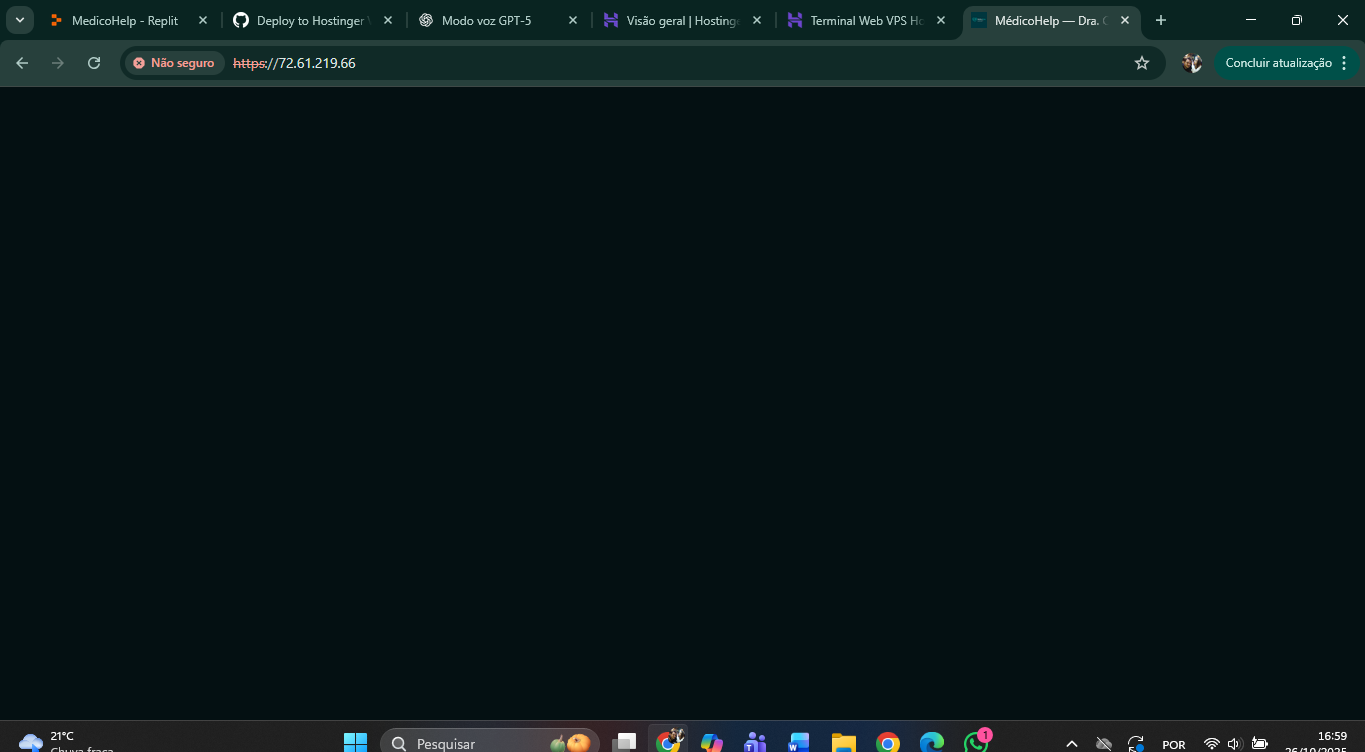 MedicoHelp - Replit
Deploy to Hostinger
Modo voz GPT-5
Visão geral | Hostinge
Terminal Web VPS Ho
MédicoHelp — Dra.
Não seguro
https://72.61.219.66
Concluir atualização
21°C
Chuva fraca
Pesquisar
1
POR
16:59
26/10/2025